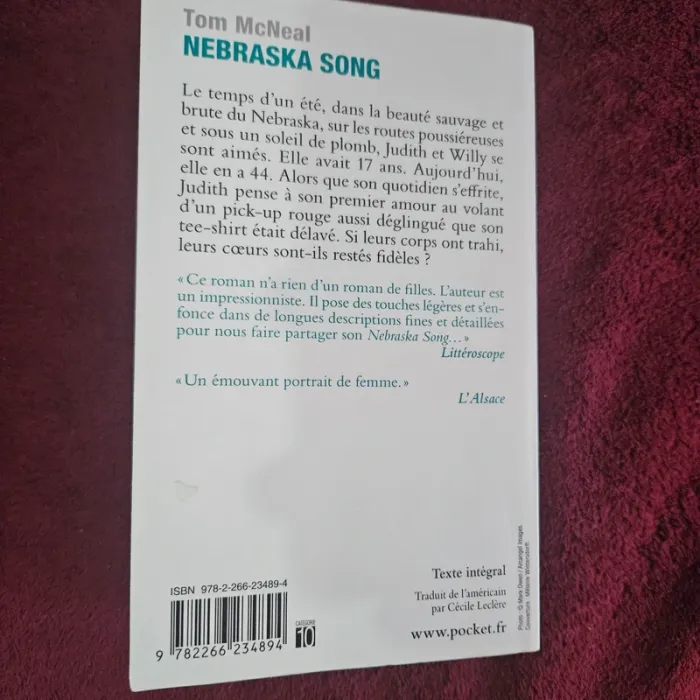 Tom McNeal
NEBRASKA SONG
Le temps d'un été, dans la beauté sauvage et
brute du Nebraska, sur les routes poussiéreuses
et sous un soleil de plomb, Judith et Willy se
sont aimés. Elle avait 17 ans. Aujourd'hui,
elle en a 44. Alors que son quotidien s'effrite,
Judith pense à son premier amour au volant
d'un pick-up rouge aussi déglingué que son
tee-shirt était délavé. Si leurs corps ont trahi,
leurs cœurs sont-ils restés fidèles ?
« Ce roman n'a rien d'un roman de filles. L'auteur est
un impressionniste. Il pose des touches légères et s'en-
fonce dans de longues descriptions fines et détaillées
pour nous faire partager son Nebraska Song... »
Littéroscope
« Un émouvant portrait de femme. »
L'Alsace
Texte intégral
Traduit de l'américain
par Cécile Leclère
www.pocket.fr
ISBN 978-2-266-23489-4
CATÉGORIE
10
9 782266 234894
Photo : © Mark Owen / Arcangel Images.
Couverture : Mélanie